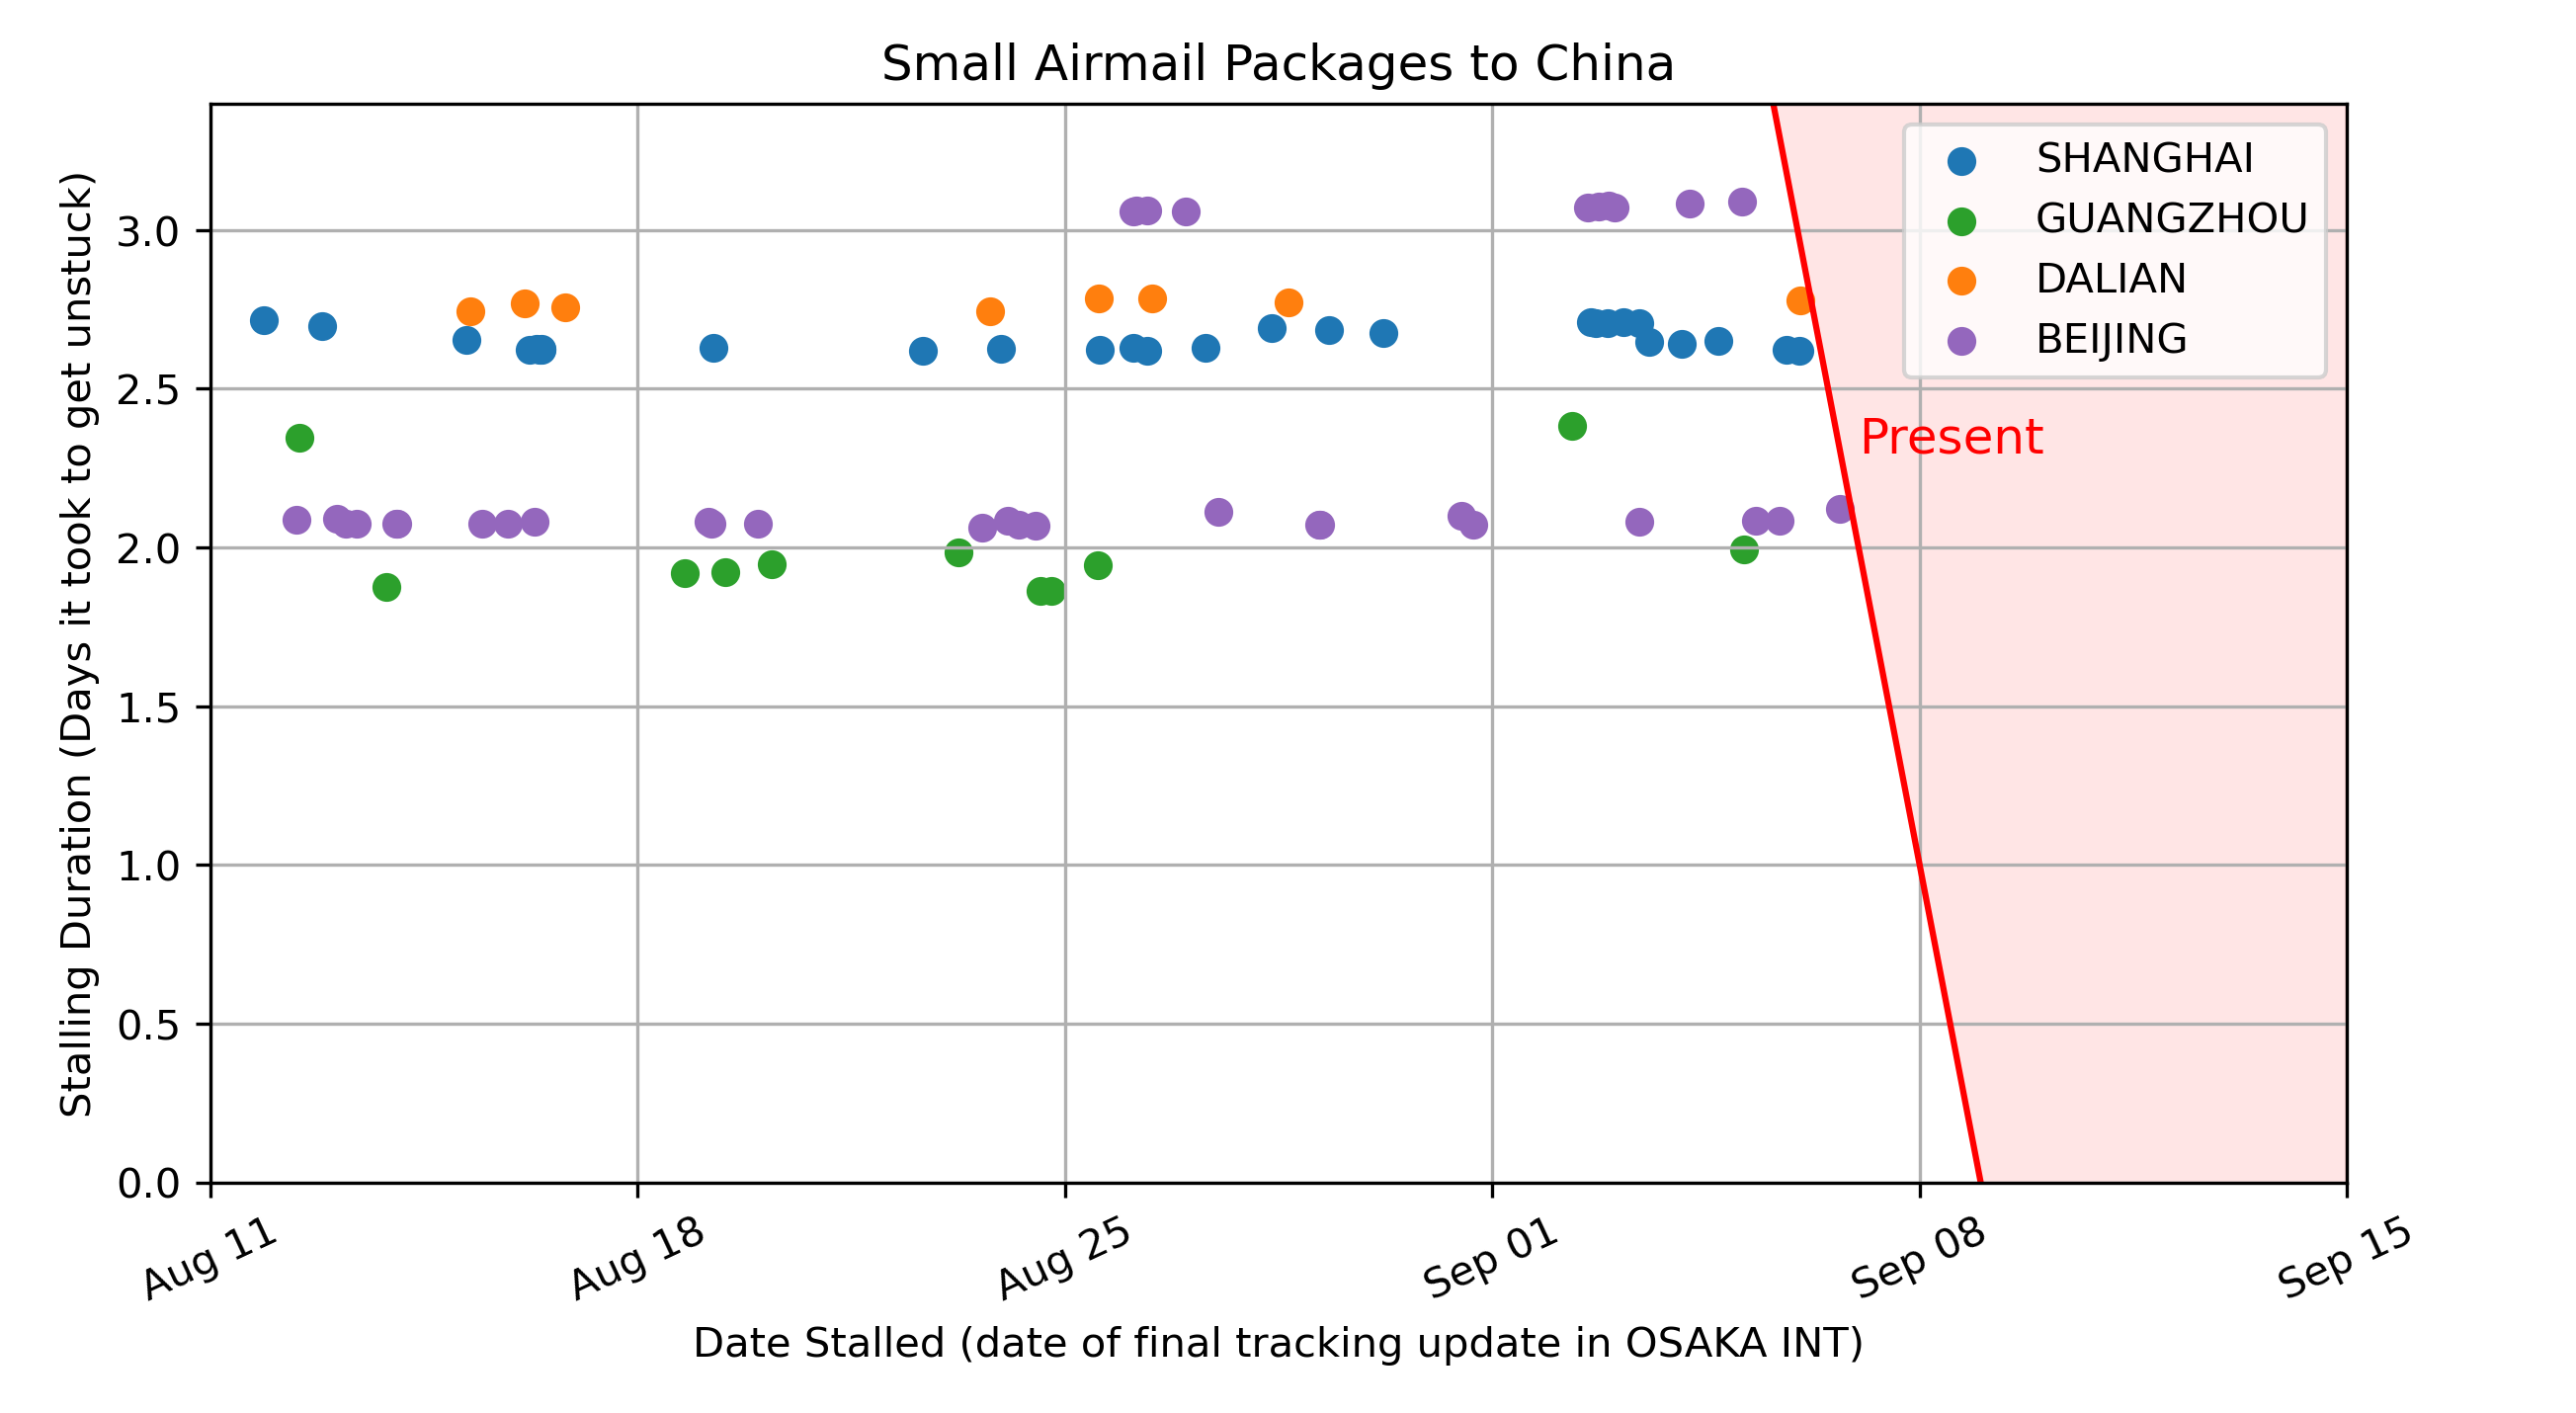 Small Airmail Packages to China
Stalling Duration (Days it took to get unstuck)
3.0
2.5
2.0
1.5
1.0
0.5
0.0
SHANGHAI
GUANGZHOU
DALIAN
BEIJING
Present
Aug 11
Aug 18
Aug 25
Sep 01
Sep 08
Sep 15
Date Stalled (date of final tracking update in OSAKA INT)